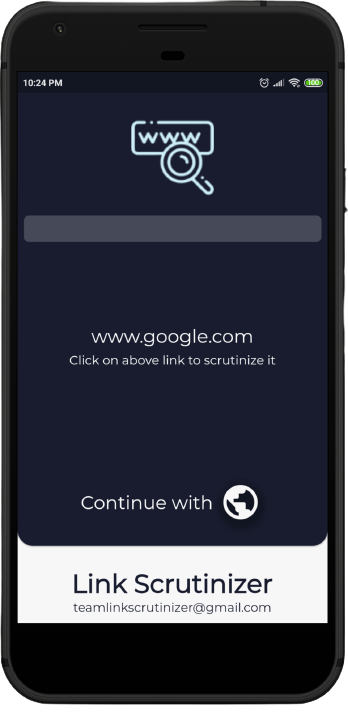 10:24 PM
100
www
www.google.com
Click on above link to scrutinize it
Continue with
Link Scrutinizer
teamlinkscrutinizer@gmail.com